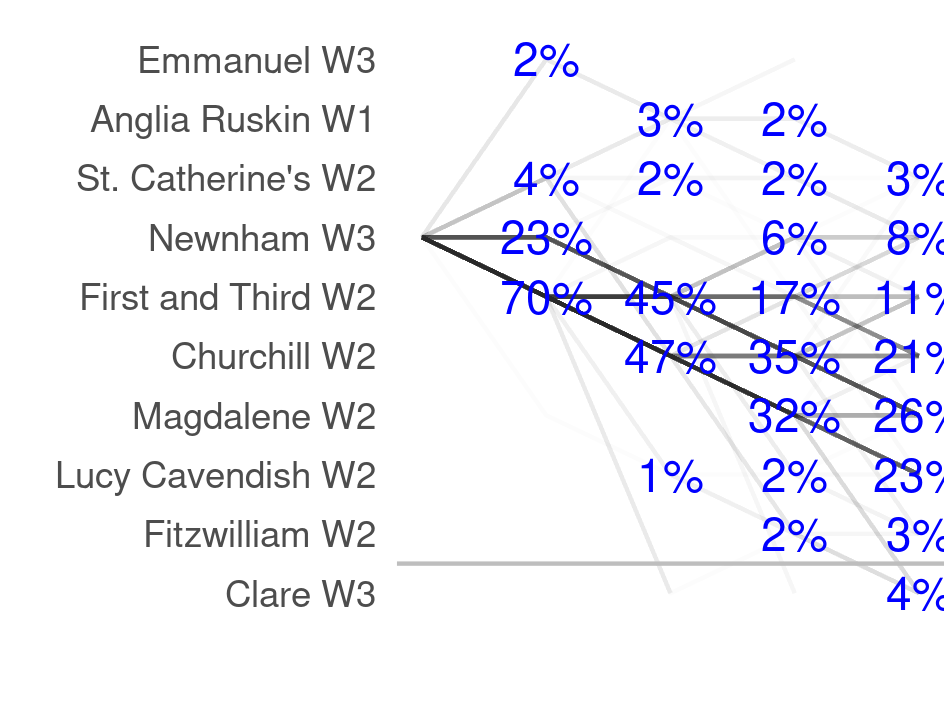 Emmanuel W3 2%
Anglia Ruskin W1 3% 2%
St. Catherine's W2 4% 2% 2% 3%
Newnham W3 23% 6% 8%
First and Third W2 70% 45% 17% 11%
Churchill W2 47% 35% 21%
Magdalene W2 32% 26%
Lucy Cavendish W2 1% 2% 23%
Fitzwilliam W2 2% 3%
Clare W3 4%